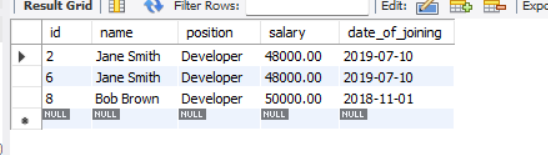 Result Grid Filter Rows: Edit:
id name position salary date_of_joining
2 Jane Smith Developer 48000.00 2019-07-10
6 Jane Smith Developer 48000.00 2019-07-10
8 Bob Brown Developer 50000.00 2018-11-01
NULL NULL NULL NULL NULL